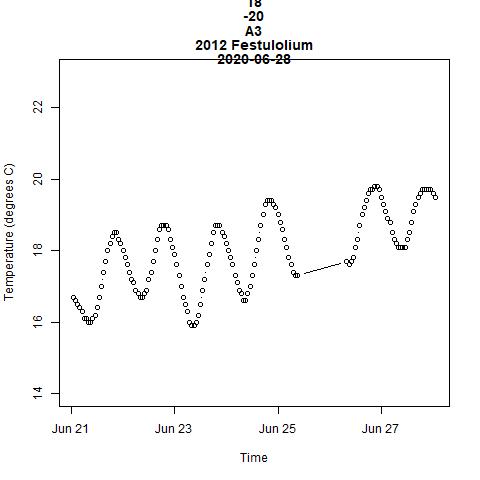 18
-20
A3
2012 Festulolium
2020-06-28
22
20
18
16
14
Temperature (degrees C)
Jun 21
Jun 23
Jun 25
Jun 27
Time